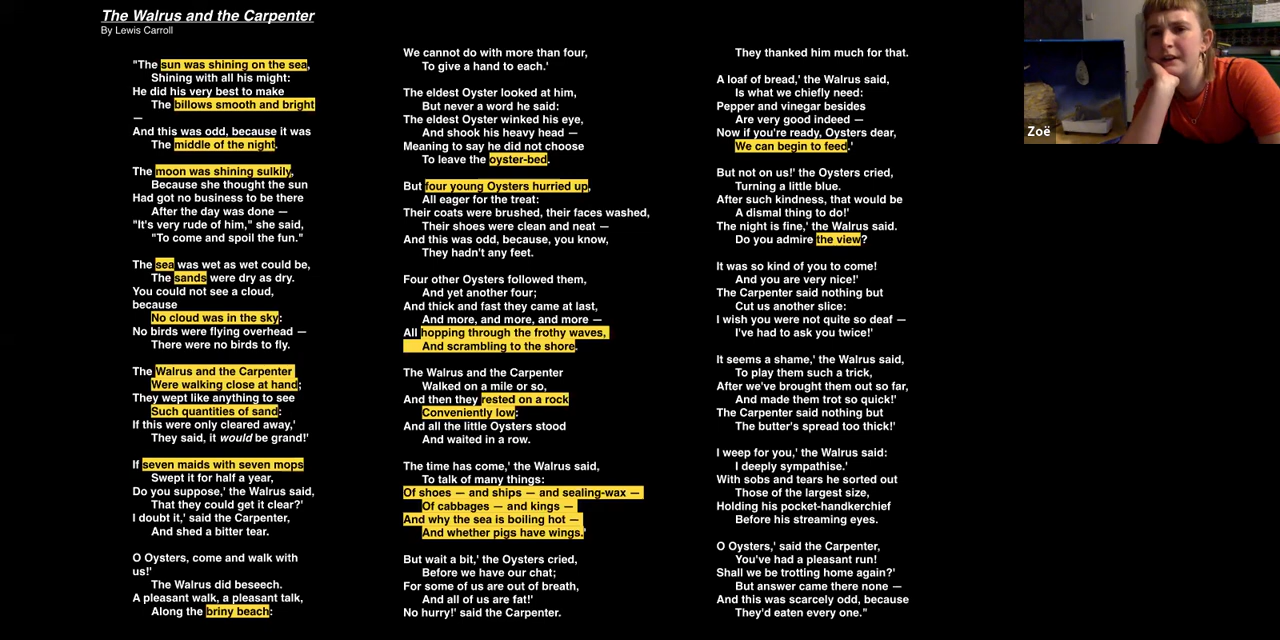 The Walrus and the Carpenter
By Lewis Carroll
"The sun was shining on the sea,
Shining with all his might:
He did his very best to make
The billows smooth and bright
—
And this was odd, because it was
The middle of the night.
The moon was shining sulkily,
Because she thought the sun
Had got no business to be there
After the day was done —
"It's very rude of him," she said,
"To come and spoil the fun."
The sea was wet as wet could be,
The sands were dry as dry.
You could not see a cloud,
because
No cloud was in the sky:
No birds were flying overhead —
There were no birds to fly.
The Walrus and the Carpenter
Were walking close at hand;
They wept like anything to see
Such quantities of sand:
If this were only cleared away,'
They said, it would be grand!'
If seven maids with seven mops
Swept it for half a year,
Do you suppose,' the Walrus said,
That they could get it clear?'
I doubt it,' said the Carpenter,
And shed a bitter tear.
O Oysters, come and walk with
us!'
The Walrus did beseech.
A pleasant walk, a pleasant talk,
Along the briny beach:
We cannot do with more than four,
To give a hand to each.'
The eldest Oyster looked at him,
But never a word he said:
The eldest Oyster winked his eye,
And shook his heavy head —
Meaning to say he did not choose
To leave the oyster-bed.
But four young Oysters hurried up,
All eager for the treat:
Their coats were brushed, their faces washed,
Their shoes were clean and neat —
And this was odd, because, you know,
They hadn't any feet.
Four other Oysters followed them,
And yet another four;
And thick and fast they came at last,
And more, and more, and more —
All hopping through the frothy waves,
And scrambling to the shore.
The Walrus and the Carpenter
Walked on a mile or so,
And then they rested on a rock
Conveniently low:
And all the little Oysters stood
And waited in a row.
The time has come,' the Walrus said,
To talk of many things:
Of shoes — and ships — and sealing-wax —
Of cabbages — and kings —
And why the sea is boiling hot —
And whether pigs have wings.'
But wait a bit,' the Oysters cried,
Before we have our chat;
For some of us are out of breath,
And all of us are fat!'
No hurry!' said the Carpenter.
They thanked him much for that.
A loaf of bread,' the Walrus said,
Is what we chiefly need:
Pepper and vinegar besides
Are very good indeed —
Now if you're ready, Oysters dear,
We can begin to feed.'
But not on us!' the Oysters cried,
Turning a little blue.
After such kindness, that would be
A dismal thing to do!'
The night is fine,' the Walrus said.
Do you admire the view?
It was so kind of you to come!
And you are very nice!'
The Carpenter said nothing but
Cut us another slice:
I wish you were not quite so deaf —
I've had to ask you twice!'
It seems a shame,' the Walrus said,
To play them such a trick,
After we've brought them out so far,
And made them trot so quick!'
The Carpenter said nothing but
The butter's spread too thick!'
I weep for you,' the Walrus said:
I deeply sympathise.'
With sobs and tears he sorted out
Those of the largest size,
Holding his pocket-handkerchief
Before his streaming eyes.
O Oysters,' said the Carpenter,
You've had a pleasant run!
Shall we be trotting home again?'
But answer came there none —
And this was scarcely odd, because
They'd eaten every one."
Zoë